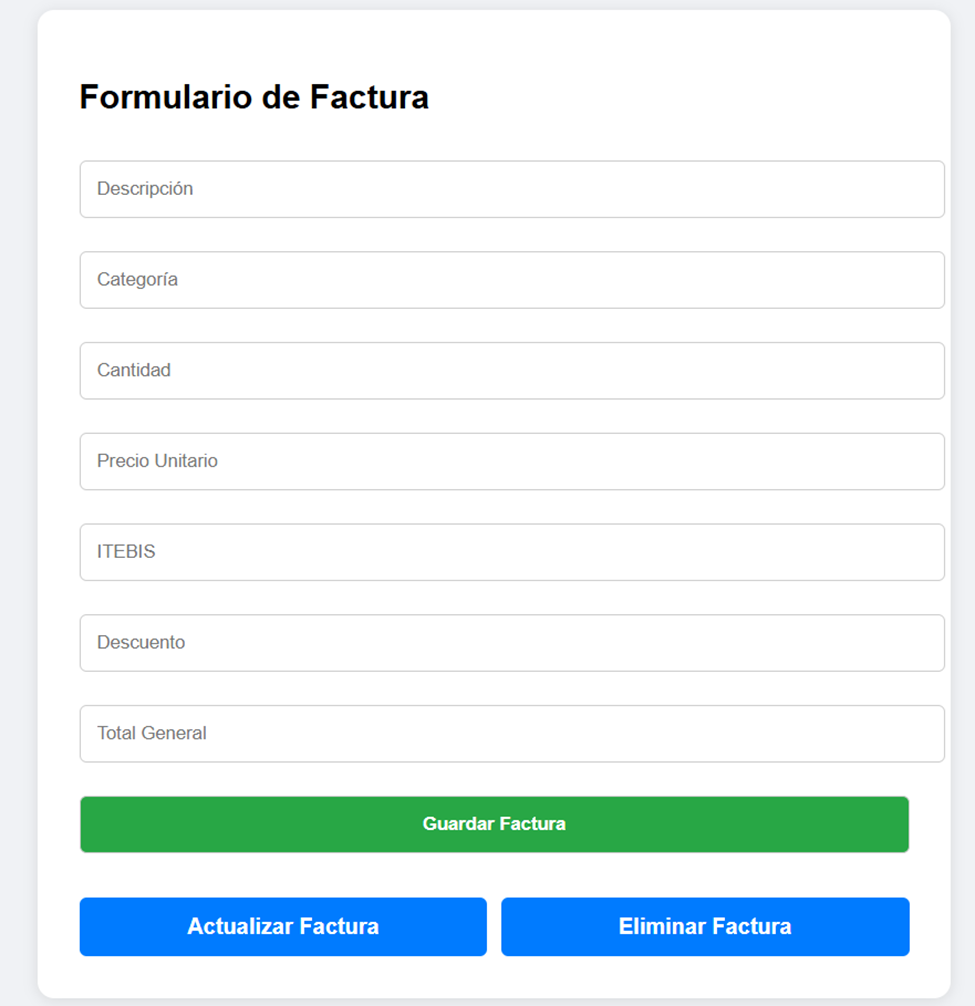 Formulario de Factura
Descripción
Categoría
Cantidad
Precio Unitario
ITEBIS
Descuento
Total General
Guardar Factura
Actualizar Factura
Eliminar Factura